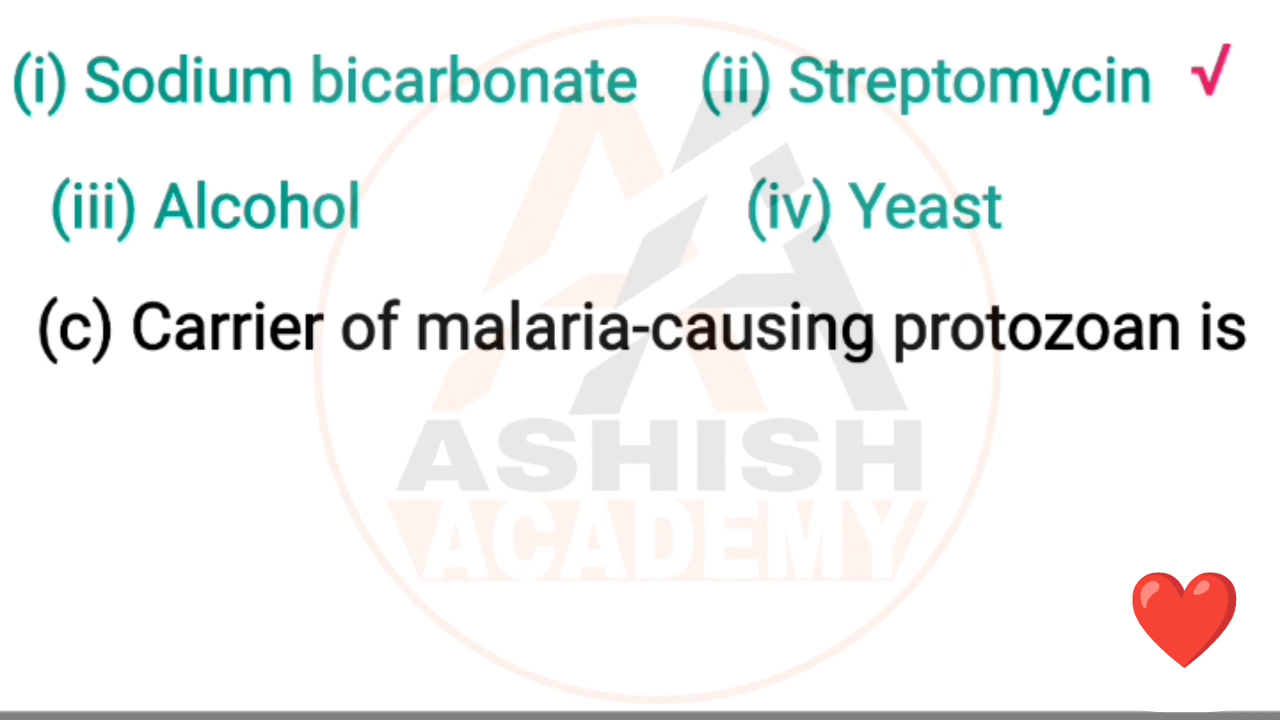 (i) Sodium bicarbonate (ii) Streptomycin √
(iii) Alcohol (iv) Yeast
(c) Carrier of malaria-causing protozoan is
ASHISH
ACADEMY